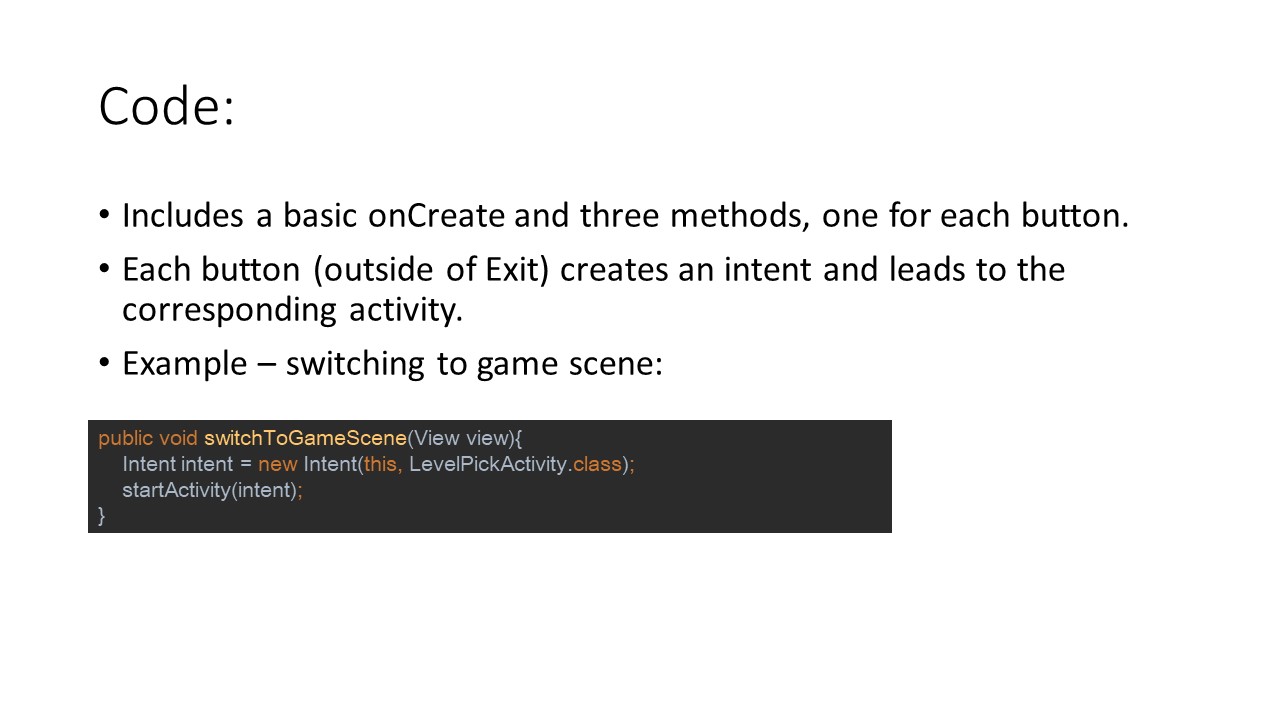 Code:
• Includes a basic onCreate and three methods, one for each button.
• Each button (outside of Exit) creates an intent and leads to the
corresponding activity.
• Example – switching to game scene:
public void switchToGameScene(View view){
    Intent intent = new Intent(this, LevelPickActivity.class);
    startActivity(intent);
}